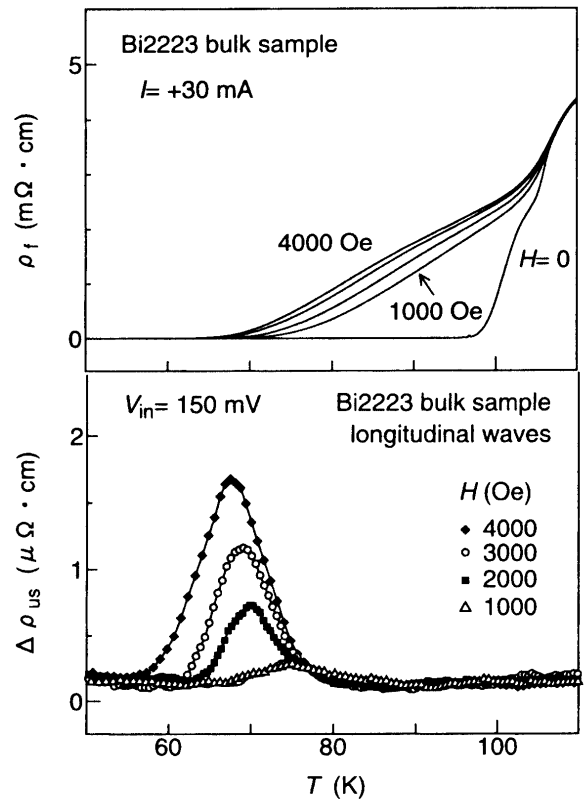 Bi2223 bulk sample
I= +30 mA
5
0
ρf (mΩ・cm)
4000 Oe
1000 Oe
H= 0
Vin= 150 mV
Bi2223 bulk sample
longitudinal waves
H (Oe)
4000
3000
2000
1000
2
1
0
Δρus (μΩ・cm)
60
80
100
T (K)